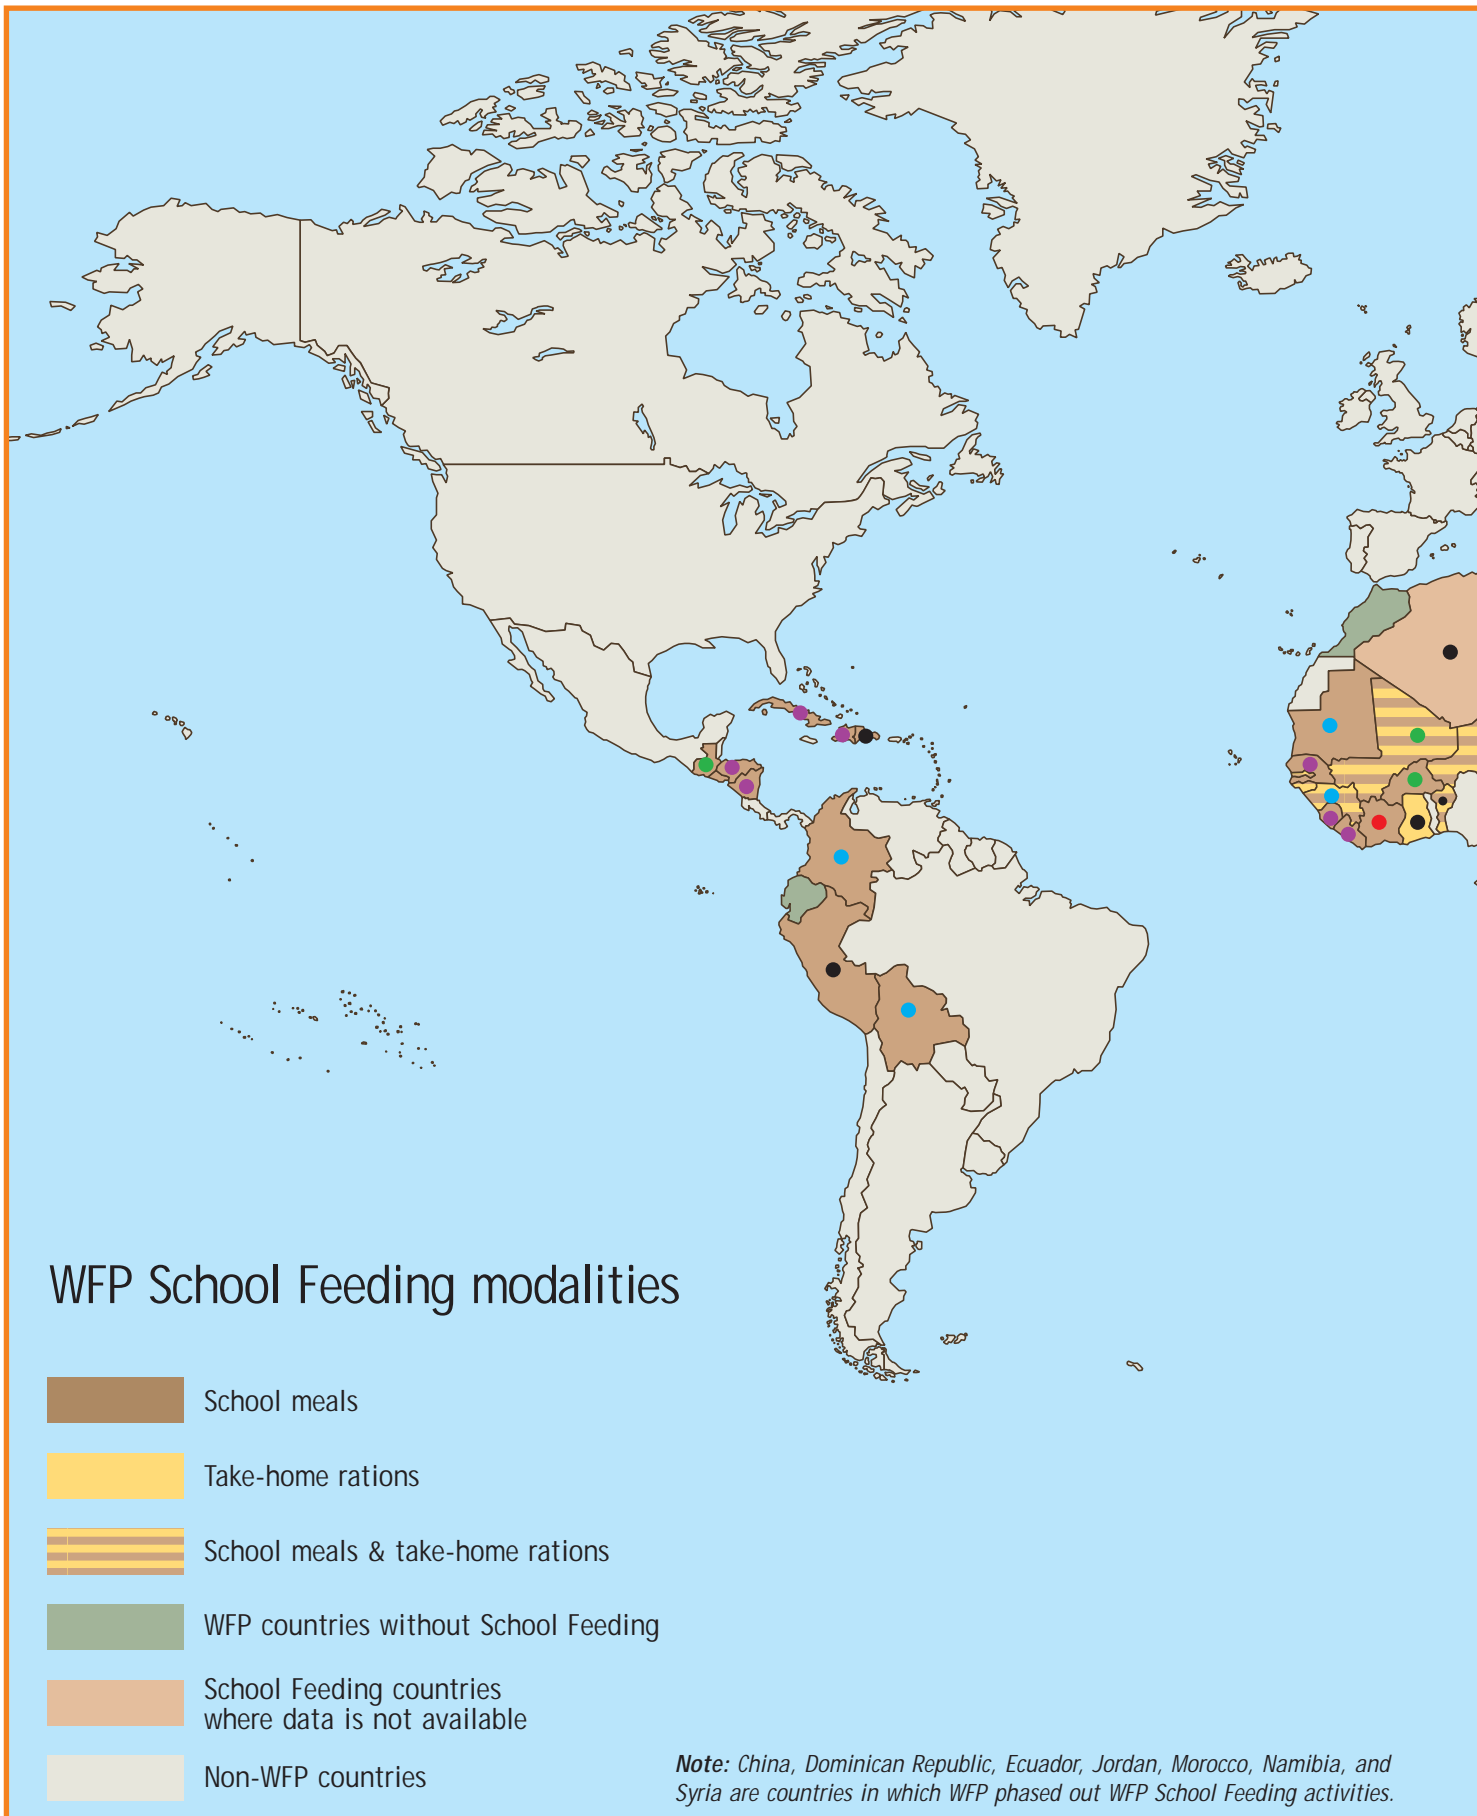 WFP School Feeding modalities
School meals
Take-home rations
School meals & take-home rations
WFP countries without School Feeding
School Feeding countries
where data is not available
Non-WFP countries
Note: China, Dominican Republic, Ecuador, Jordan, Morocco, Namibia, and
Syria are countries in which WFP phased out WFP School Feeding activities.